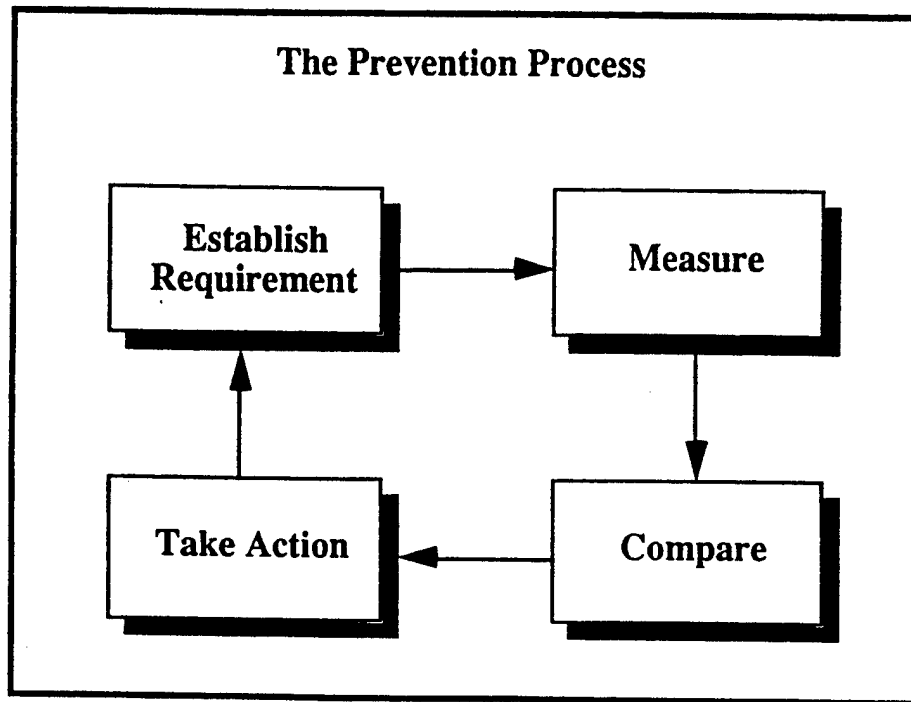 The Prevention Process
Establish
Requirement
Measure
Take Action
Compare